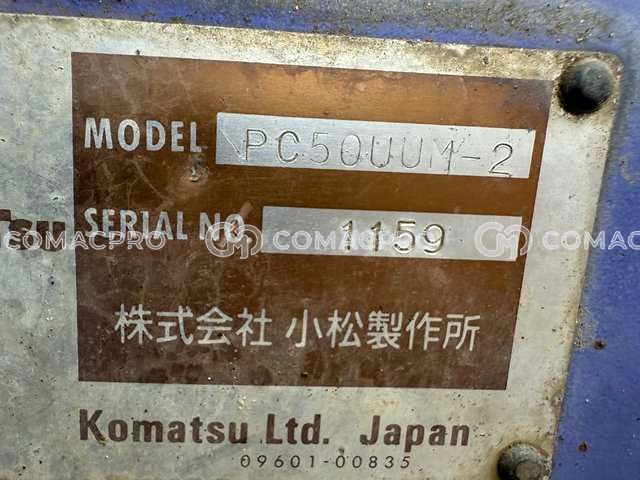 MODEL PC50UUM-2
SERIAL NO. 1159
COMACPRO COMACPRO COMACPRO
株式会社 小松製作所
Komatsu Ltd. Japan
09601-00835